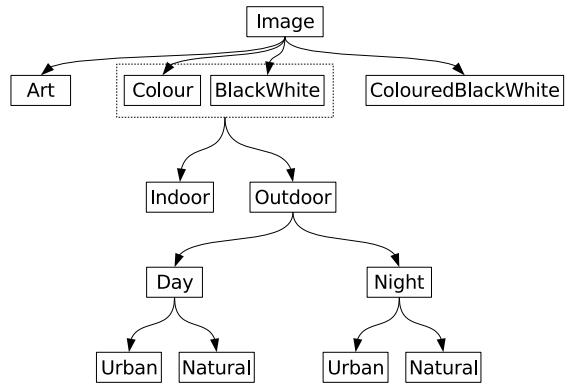 Image
Art
Colour
BlackWhite
ColouredBlackWhite
Indoor
Outdoor
Day
Night
Urban
Natural
Urban
Natural